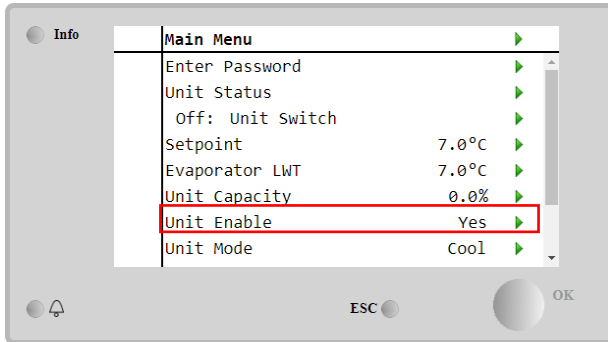 Info
Main Menu
Enter Password
Unit Status
Off: Unit Switch
Setpoint 7.0°C
Evaporator LWT 7.0°C
Unit Capacity 0.0%
Unit Enable Yes
Unit Mode Cool
ESC
OK